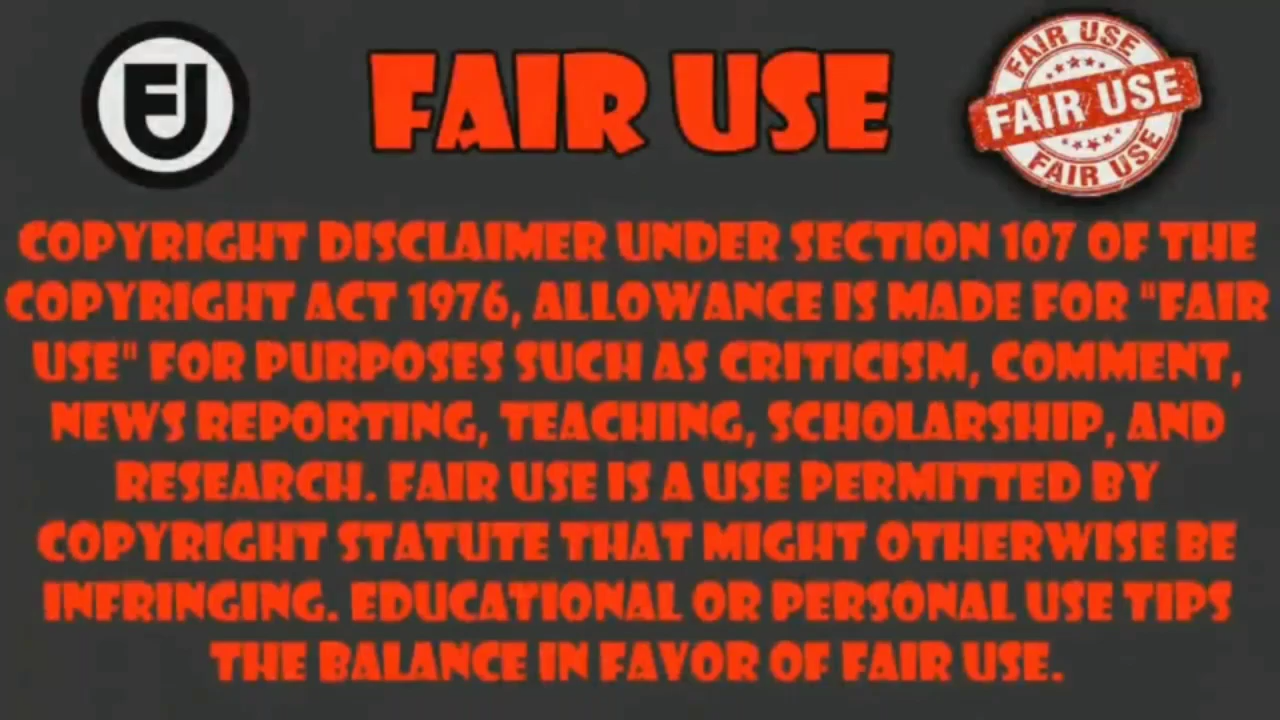 FAIR USE
FAIR USE
FAIR USE
FAIR USE
COPYRIGHT DISCLAIMER UNDER SECTION 107 OF THE
COPYRIGHT ACT 1976, ALLOWANCE IS MADE FOR "FAIR
USE" FOR PURPOSES SUCH AS CRITICISM, COMMENT,
NEWS REPORTING, TEACHING, SCHOLARSHIP, AND
RESEARCH. FAIR USE IS A USE PERMITTED BY
COPYRIGHT STATUTE THAT MIGHT OTHERWISE BE
INFRINGING. EDUCATIONAL OR PERSONAL USE TIPS
THE BALANCE IN FAVOR OF FAIR USE.